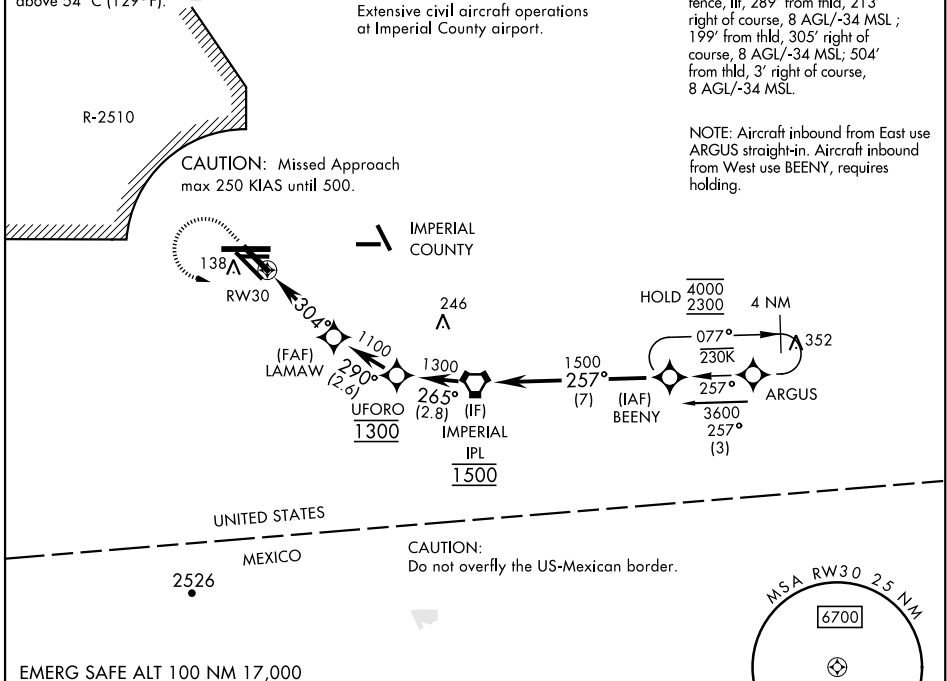 above 54° C (129° F).
Extensive civil aircraft operations
at Imperial County airport.
fence, lit, 289' from thld, 213'
right of course, 8 AGL/-34 MSL ;
199' from thld, 305' right of
course, 8 AGL/-34 MSL; 504'
from thld, 3' right of course,
8 AGL/-34 MSL.
R-2510
NOTE: Aircraft inbound from East use
ARGUS straight-in. Aircraft inbound
from West use BEENY, requires
holding.
CAUTION: Missed Approach
max 250 KIAS until 500.
IMPERIAL
COUNTY
138
RW30
304°
246
HOLD 4000
2300
4 NM
077°
230K
352
(FAF)
LAMAW
1100
290°
(2.6)
UFORO
1300
1300
265°
(2.8)
(IF)
IMPERIAL
IPL
1500
1500
257°
(7)
(IAF)
BEENY
257°
ARGUS
3600
257°
(3)
UNITED STATES
MEXICO
CAUTION:
Do not overfly the US-Mexican border.
2526
MSA RW30 25 NM
6700
EMERG SAFE ALT 100 NM 17,000